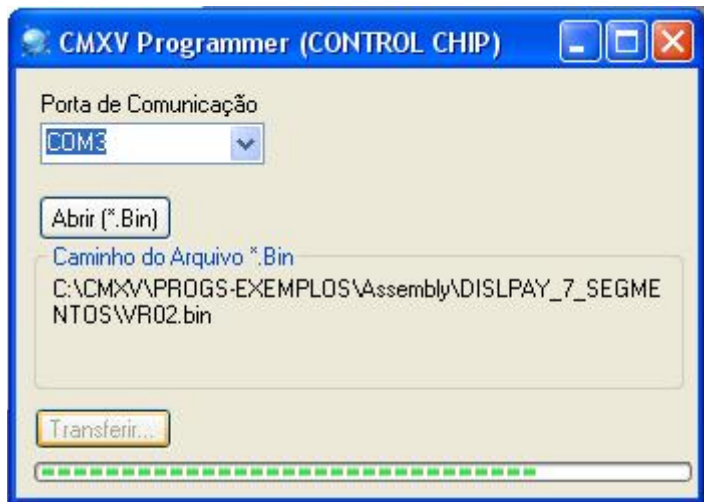 CMXV Programmer (CONTROL CHIP)
Porta de Comunicação
COM3
Abrir (*.Bin)
Caminho do Arquivo *.Bin
C:\CMXV\PROGS-EXEMPLOS\Assembly\DISLPAY_7_SEGME
NTOS\VR02.bin
Transferir...